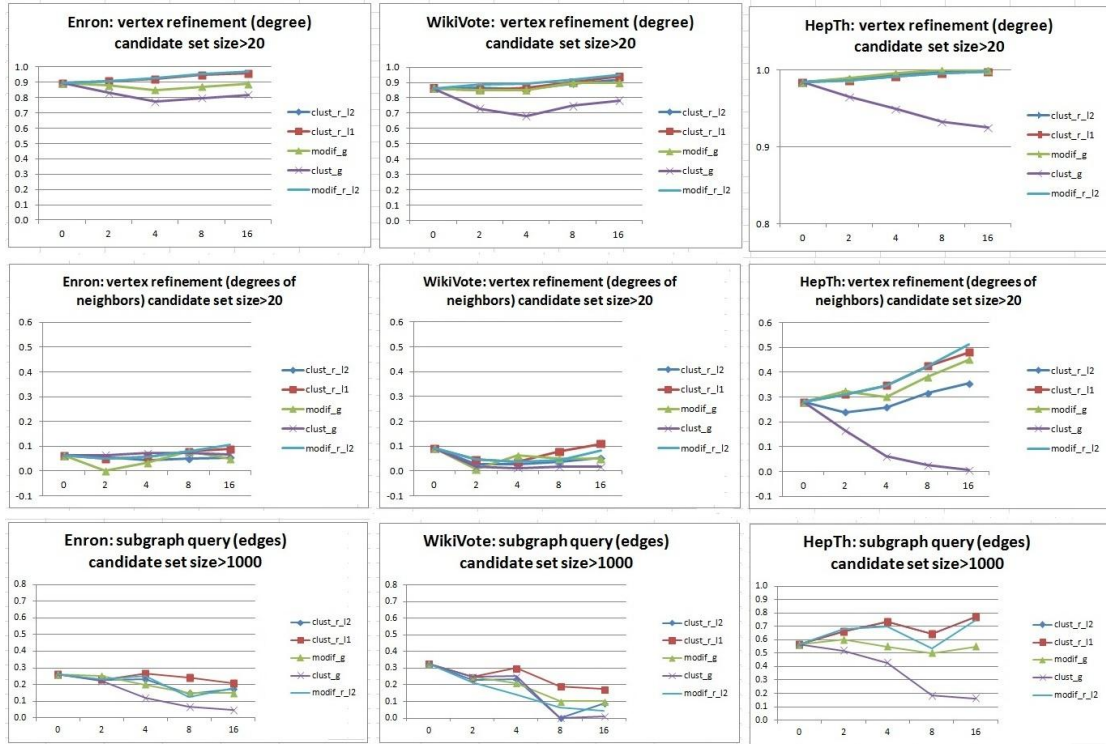 Enron: vertex refinement (degree)
candidate set size>20
1.0
0.9
0.8
0.7
0.6
0.5
0.4
0.3
0.2
0.1
0.0
0 2 4 8 16
clust_r_l2
clust_r_l1
modif_g
clust_g
modif_r_l2
WikiVote: vertex refinement (degree)
candidate set size>20
1.0
0.9
0.8
0.7
0.6
0.5
0.4
0.3
0.2
0.1
0.0
0 2 4 8 16
clust_r_l2
clust_r_l1
modif_g
clust_g
modif_r_l2
HepTh: vertex refinement (degree)
candidate set size>20
1.0
0.9
0.8
0 2 4 8 16
clust_r_l2
clust_r_l1
modif_g
clust_g
modif_r_l2
Enron: vertex refinement (degrees of
neighbors) candidate set size>20
0.6
0.5
0.4
0.3
0.2
0.1
0.0
-0.1
0 2 4 8 16
clust_r_l2
clust_r_l1
modif_g
clust_g
modif_r_l2
WikiVote: vertex refinement (degrees of
neighbors) candidate set size>20
0.6
0.5
0.4
0.3
0.2
0.1
0.0
-0.1
0 2 4 8 16
clust_r_l2
clust_r_l1
modif_g
clust_g
modif_r_l2
HepTh: vertex refinement (degrees of
neighbors) candidate set size>20
0.6
0.5
0.4
0.3
0.2
0.1
0.0
-0.1
0 2 4 8 16
clust_r_l2
clust_r_l1
modif_g
clust_g
modif_r_l2
Enron: subgraph query (edges)
candidate set size>1000
0.8
0.7
0.6
0.5
0.4
0.3
0.2
0.1
0.0
0 2 4 8 16
clust_r_l2
clust_r_l1
modif_g
clust_g
modif_r_l2
WikiVote: subgraph query (edges)
candidate set size>1000
0.8
0.7
0.6
0.5
0.4
0.3
0.2
0.1
0.0
0 2 4 8 16
clust_r_l2
clust_r_l1
modif_g
clust_g
modif_r_l2
HepTh: subgraph query (edges)
candidate set size>1000
1.0
0.9
0.8
0.7
0.6
0.5
0.4
0.3
0.2
0.1
0.0
0 2 4 8 16
clust_r_l2
clust_r_l1
modif_g
clust_g
modif_r_l2